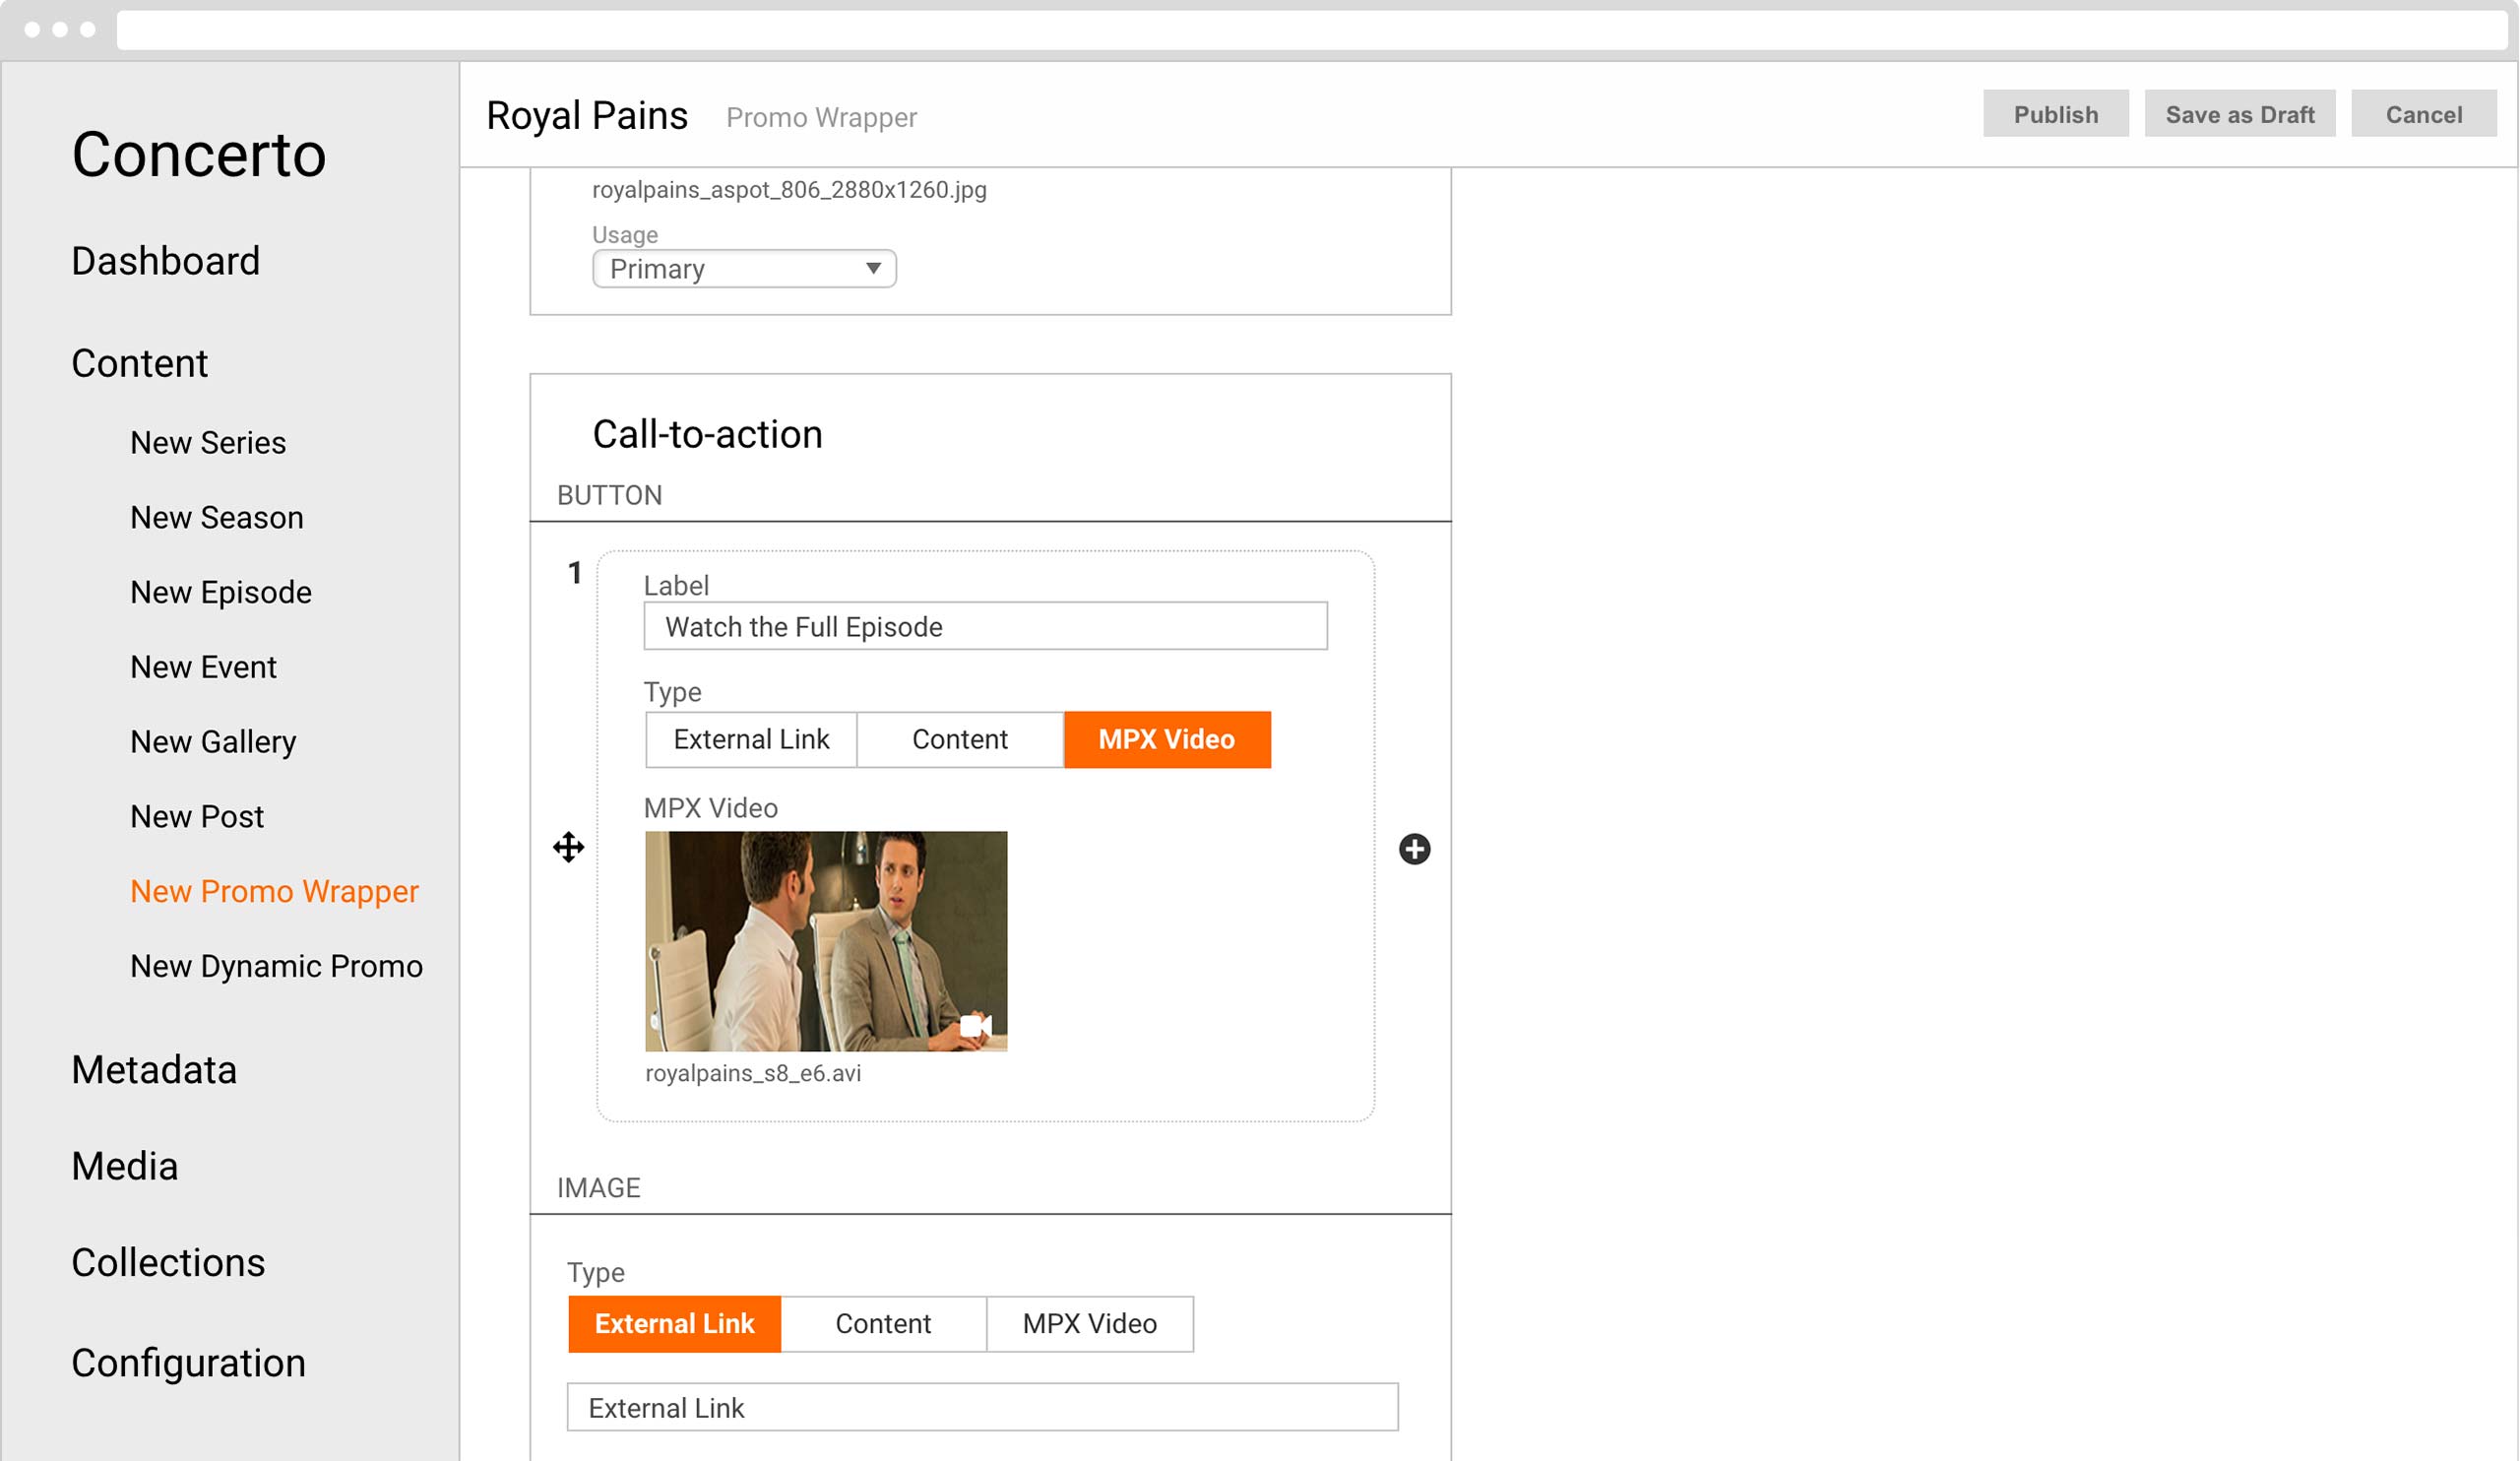 Concerto
Dashboard
Content
New Series
New Season
New Episode
New Event
New Gallery
New Post
New Promo Wrapper
New Dynamic Promo
Metadata
Media
Collections
Configuration
Royal Pains Promo Wrapper
Publish Save as Draft Cancel
royalpains_aspot_806_2880x1260.jpg
Usage
Primary
Call-to-action
BUTTON
1
Label
Watch the Full Episode
Type
External Link Content MPX Video
MPX Video
royalpains_s8_e6.avi
IMAGE
Type
External Link Content MPX Video
External Link